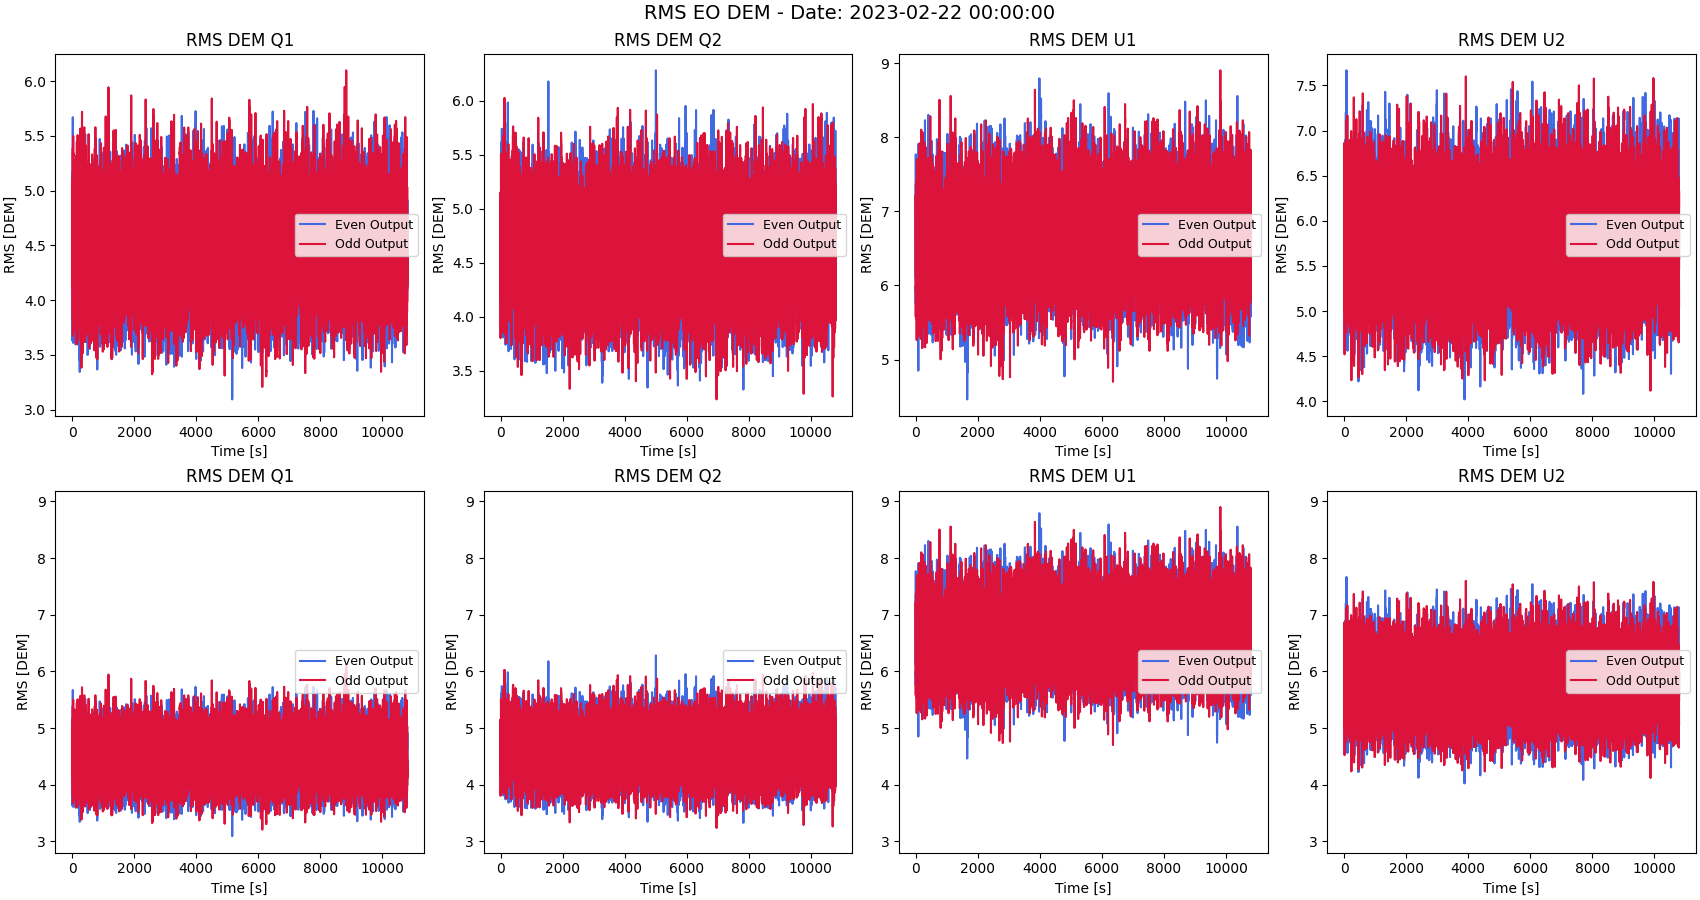 RMS EO DEM - Date: 2023-02-22 00:00:00
RMS DEM Q1
RMS DEM Q2
RMS DEM U1
RMS DEM U2
RMS [DEM]
6.0
5.5
5.0
4.5
4.0
3.5
3.0
Even Output
Odd Output
0 2000 4000 6000 8000 10000
Time [s]
RMS [DEM]
6.0
5.5
5.0
4.5
4.0
3.5
Even Output
Odd Output
0 2000 4000 6000 8000 10000
Time [s]
RMS [DEM]
9
8
7
6
5
Even Output
Odd Output
0 2000 4000 6000 8000 10000
Time [s]
RMS [DEM]
7.5
7.0
6.5
6.0
5.5
5.0
4.5
4.0
Even Output
Odd Output
0 2000 4000 6000 8000 10000
Time [s]
RMS DEM Q1
RMS DEM Q2
RMS DEM U1
RMS DEM U2
RMS [DEM]
9
8
7
6
5
4
3
Even Output
Odd Output
0 2000 4000 6000 8000 10000
Time [s]
RMS [DEM]
9
8
7
6
5
4
3
Even Output
Odd Output
0 2000 4000 6000 8000 10000
Time [s]
RMS [DEM]
9
8
7
6
5
4
3
Even Output
Odd Output
0 2000 4000 6000 8000 10000
Time [s]
RMS [DEM]
9
8
7
6
5
4
3
Even Output
Odd Output
0 2000 4000 6000 8000 10000
Time [s]